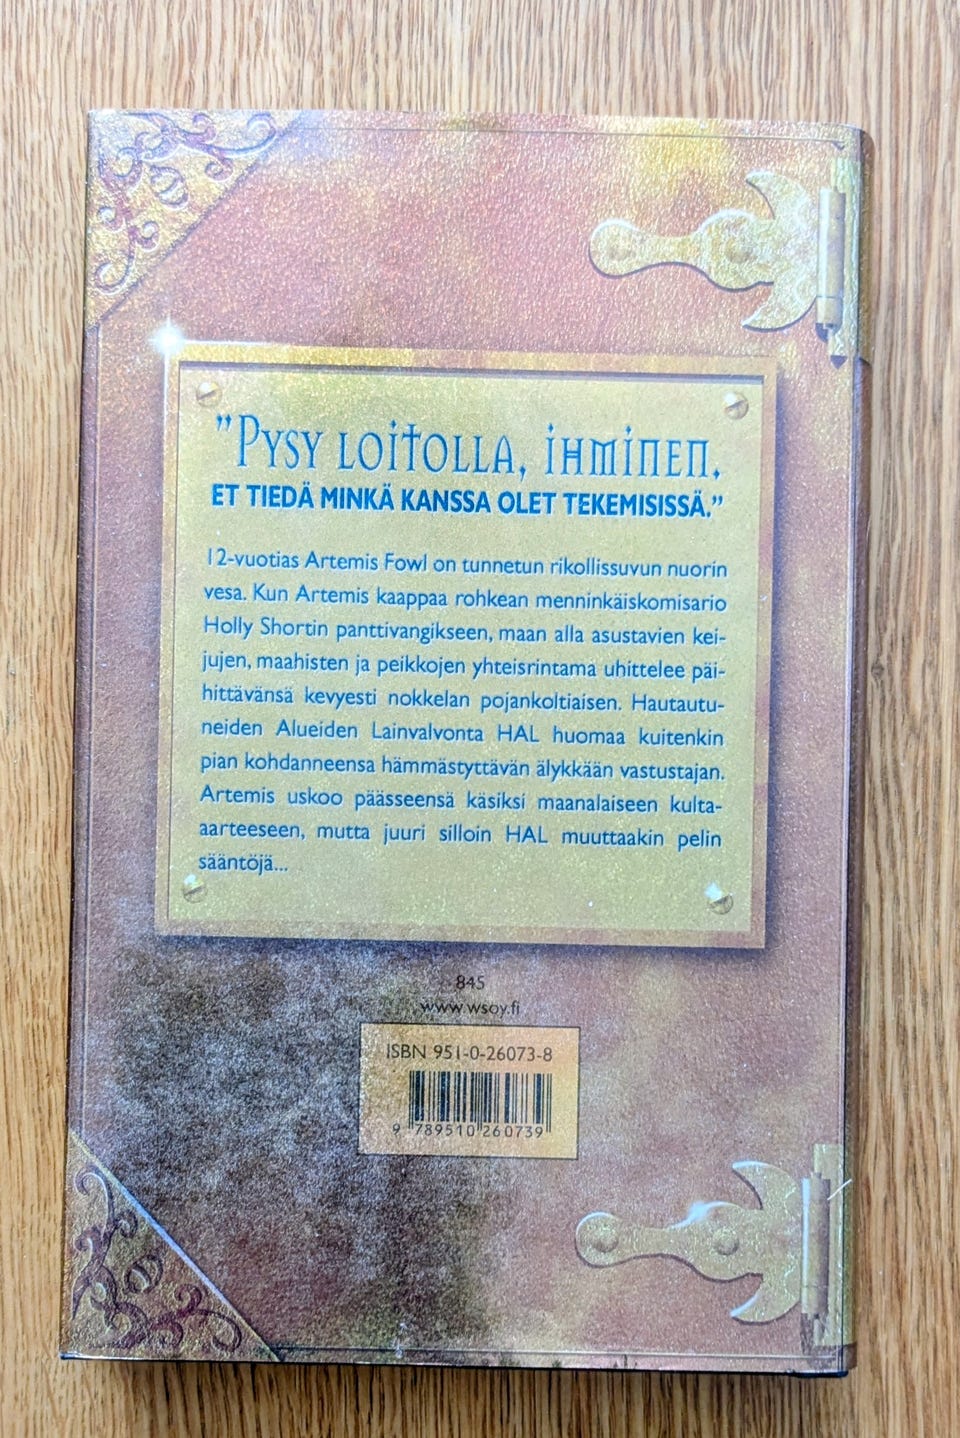 "PYSY LOITOLLA, IHMINEN.
ET TIEDÄ MINKÄ KANSSA OLET TEKEMISISSÄ."
12-vuotias Artemis Fowl on tunnetun rikollissuvun nuorin
vesa. Kun Artemis kaappaa rohkean menninkäiskomisario
Holly Shortin panttivangikseen, maan alla asustavien kei-
jujen, maahisten ja peikkojen yhteisrintama uhittelee päi-
hittävänsä kevyesti nokkelan pojankoltiaisen. Hautautu-
neiden Alueiden Lainvalvonta HAL huomaa kuitenkin
pian kohdanneensa hämmästyttävän älykkään vastustajan.
Artemis uskoo päässeensä käsiksi maanalaiseen kulta-
aarteeseen, mutta juuri silloin HAL muuttaakin pelin
sääntöjä...
845
www.wsoy.fi
ISBN 951-0-26073-8
9 789510 260739